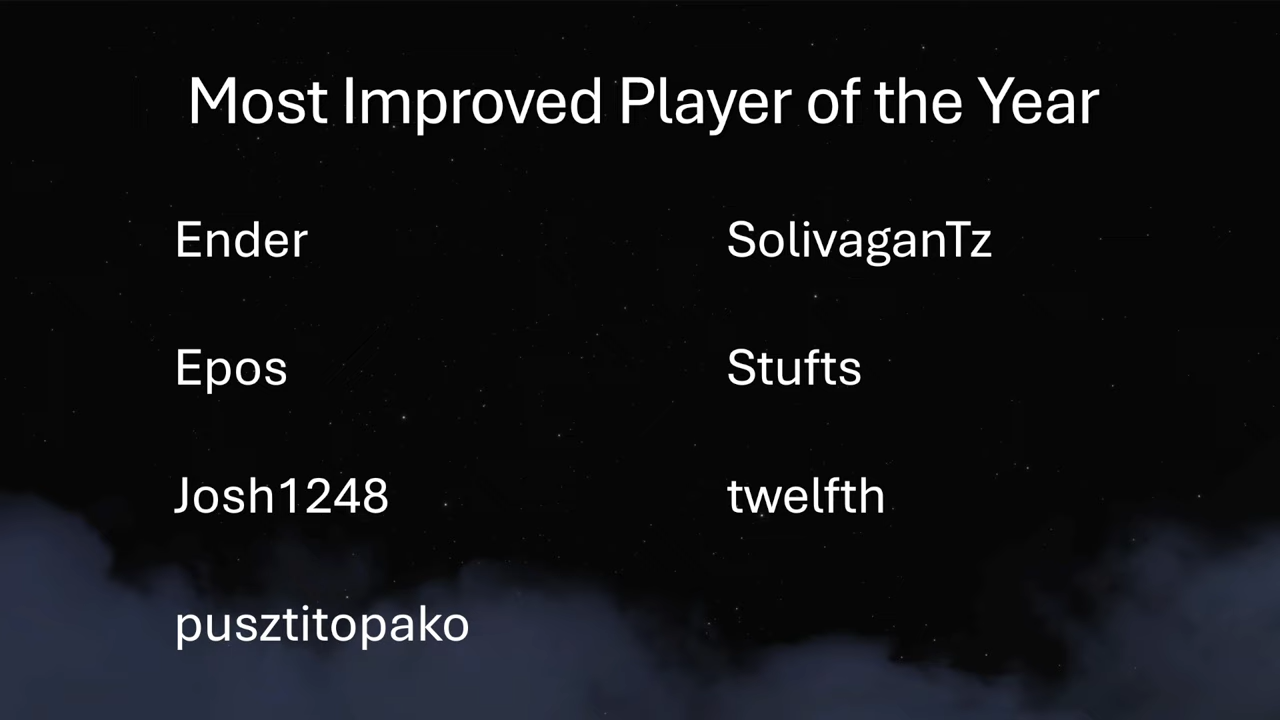 Most Improved Player of the Year
Ender
Epos
Josh1248
pusztitopako
SolivaganTz
Stufts
twelfth